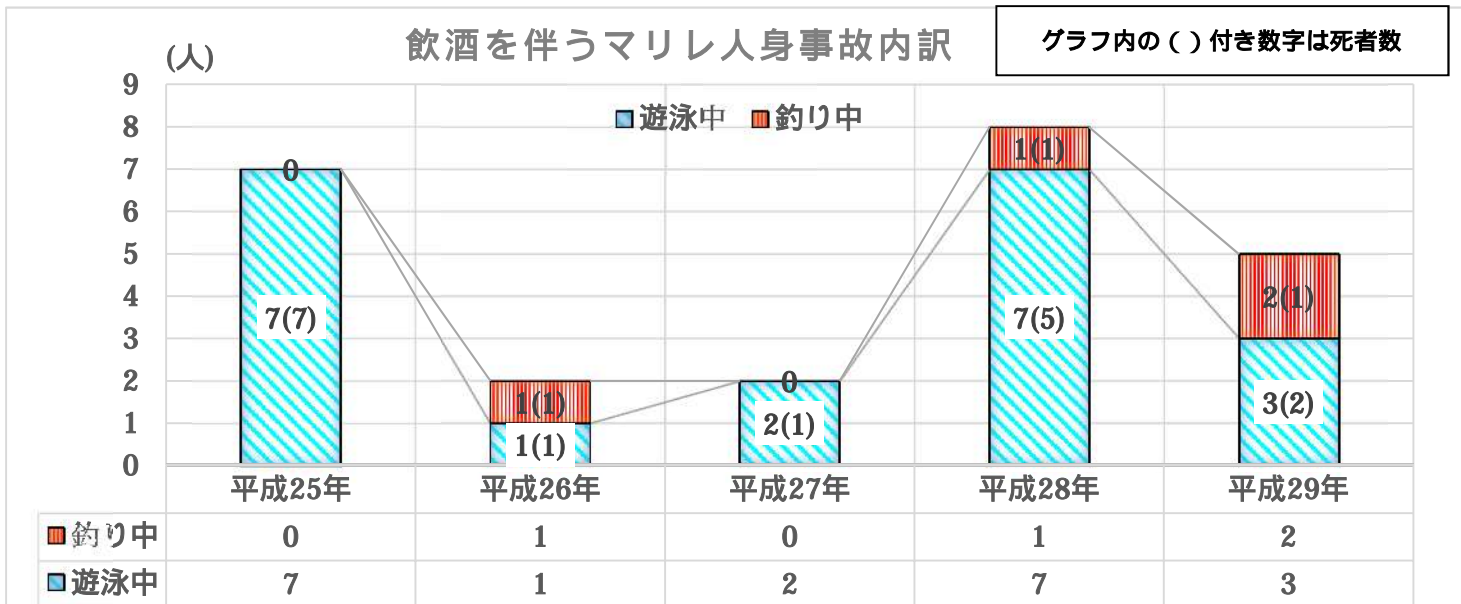 飲酒を伴うマリレ人身事故内訳
グラフ内の ( ) 付き数字は死者数
(人)
遊泳中 釣り中
9
8
7
6
5
4
3
2
1
0
0
7(7)
1(1)
1(1)
0
2(1)
1(1)
7(5)
2(1)
3(2)
平成25年 平成26年 平成27年 平成28年 平成29年
釣り中 0 1 0 1 2
遊泳中 7 1 2 7 3